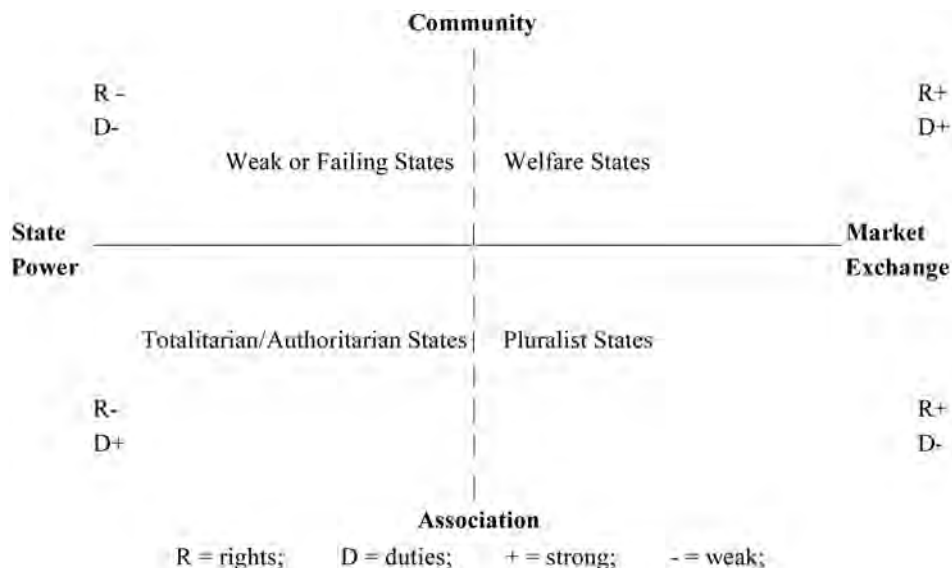 Community
R - R+
D- D+
Weak or Failing States Welfare States
State Market
Power Exchange
Totalitarian/Authoritarian States Pluralist States
R- R+
D+ D-
Association
R = rights; D = duties; + = strong; - = weak;